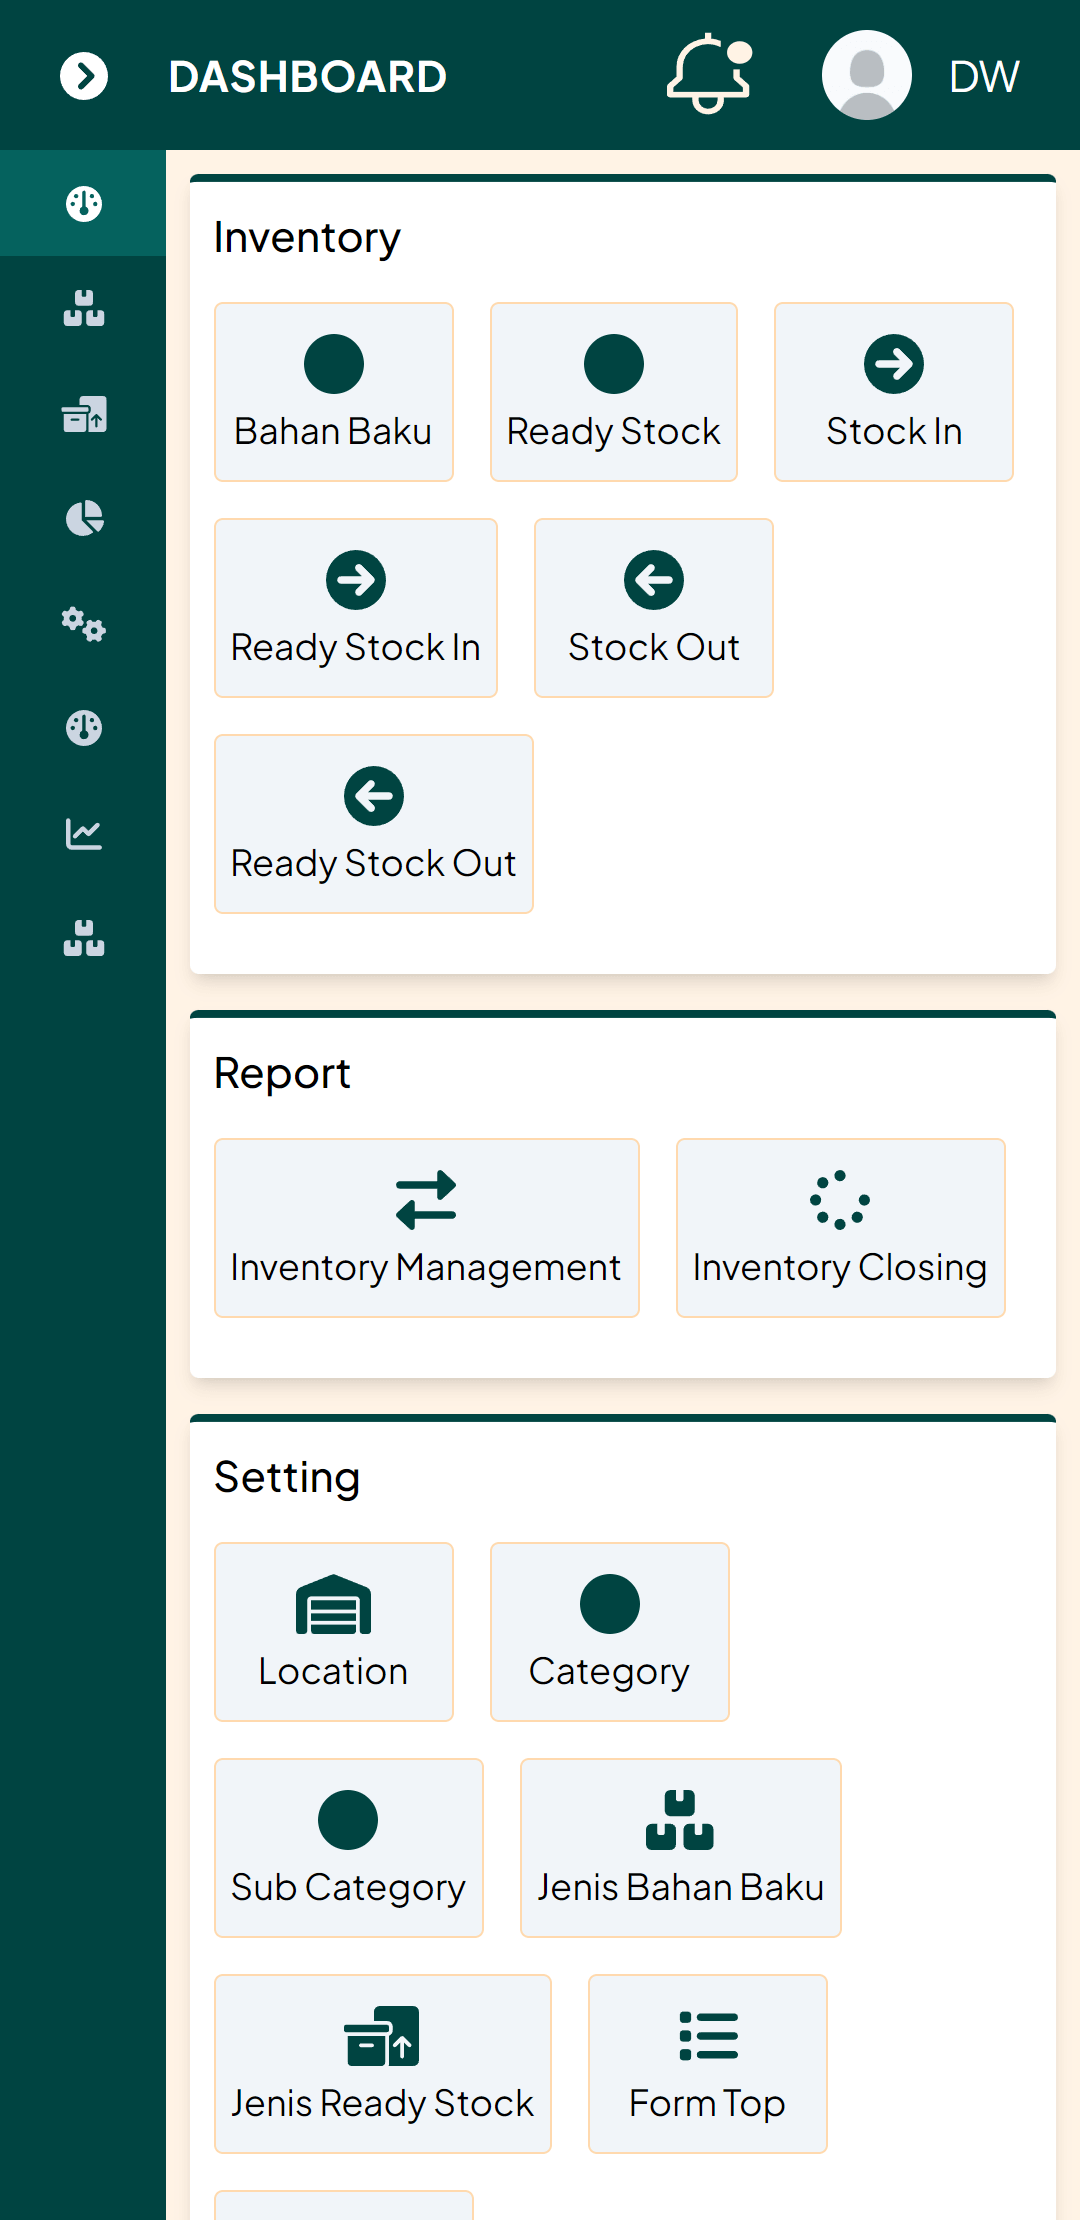 DASHBOARD
DW
Inventory
Bahan Baku
Ready Stock
Stock In
Ready Stock In
Stock Out
Ready Stock Out
Report
Inventory Management
Inventory Closing
Setting
Location
Category
Sub Category
Jenis Bahan Baku
Jenis Ready Stock
Form Top